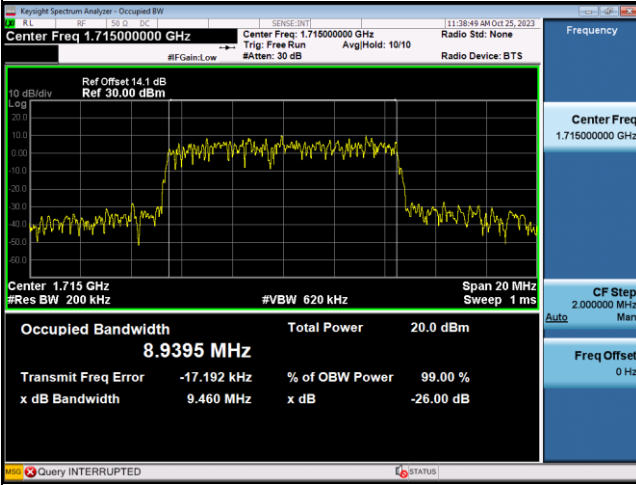 Keysight Spectrum Analyzer - Occupied BW
RL RF 50 Ω DC SENSE:INT 11:38:49 AM Oct 25, 2023
Center Freq 1.715000000 GHz
Center Freq: 1.715000000 GHz
Radio Std: None
Trig: Free Run Avg|Hold: 10/10
#IFGain:Low #Atten: 30 dB Radio Device: BTS
Ref Offset 14.1 dB
10 dB/div Ref 30.00 dBm
Log
20.0
10.0
0.00
-10.0
-20.0
-30.0
-40.0
-50.0
-60.0
Center 1.715 GHz Span 20 MHz
#Res BW 200 kHz #VBW 620 kHz Sweep 1 ms
Occupied Bandwidth Total Power 20.0 dBm
8.9395 MHz
Transmit Freq Error -17.192 kHz % of OBW Power 99.00 %
x dB Bandwidth 9.460 MHz x dB -26.00 dB
Frequency
Center Freq
1.715000000 GHz
CF Step
2.000000 MHz
Auto Man
Freq Offset
0 Hz
MSG Query INTERRUPTED STATUS